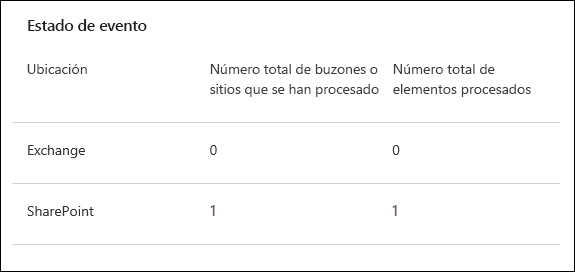 Estado de evento
Ubicación
Número total de buzones o
sitios que se han procesado
Número total de
elementos procesados
Exchange 0 0
SharePoint 1 1